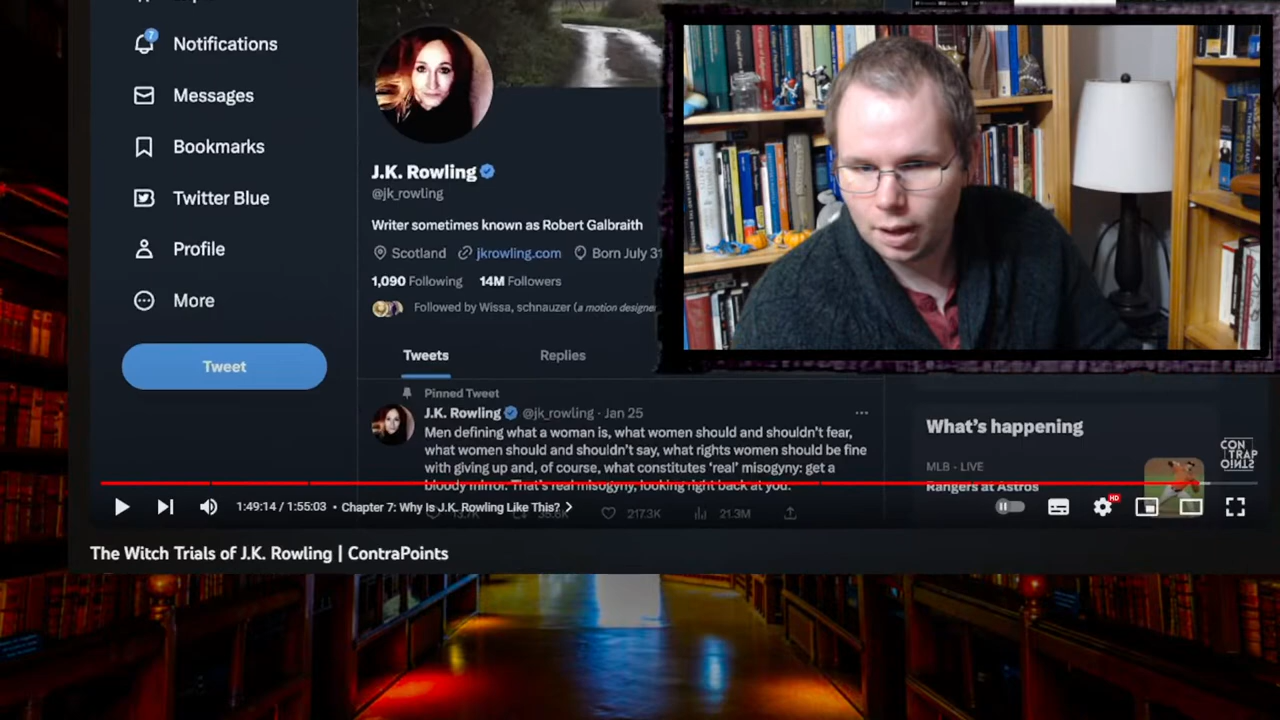 Notifications
7
Messages
Bookmarks
Twitter Blue
Profile
More
Tweet
J.K. Rowling
@jk_rowling
Writer sometimes known as Robert Galbraith
Scotland jkrowling.com Born July 31
1,090 Following 14M Followers
Followed by Wissa, schnauzer (a motion designe
Tweets Replies
Pinned Tweet
J.K. Rowling @jk_rowling · Jan 25
Men defining what a woman is, what women should and shouldn't fear,
what women should and shouldn't say, what rights women should be fine
with giving up and, of course, what constitutes 'real' misogyny: get a
bloody mirror. That's real misogyny, looking right back at you.
217.3K 21.3M
What's happening
MLB · LIVE
Rangers at Astros
CONTRAPOINTS
1:49:14 / 1:55:03 • Chapter 7: Why Is J.K. Rowling Like This? >
HD
The Witch Trials of J.K. Rowling | ContraPoints